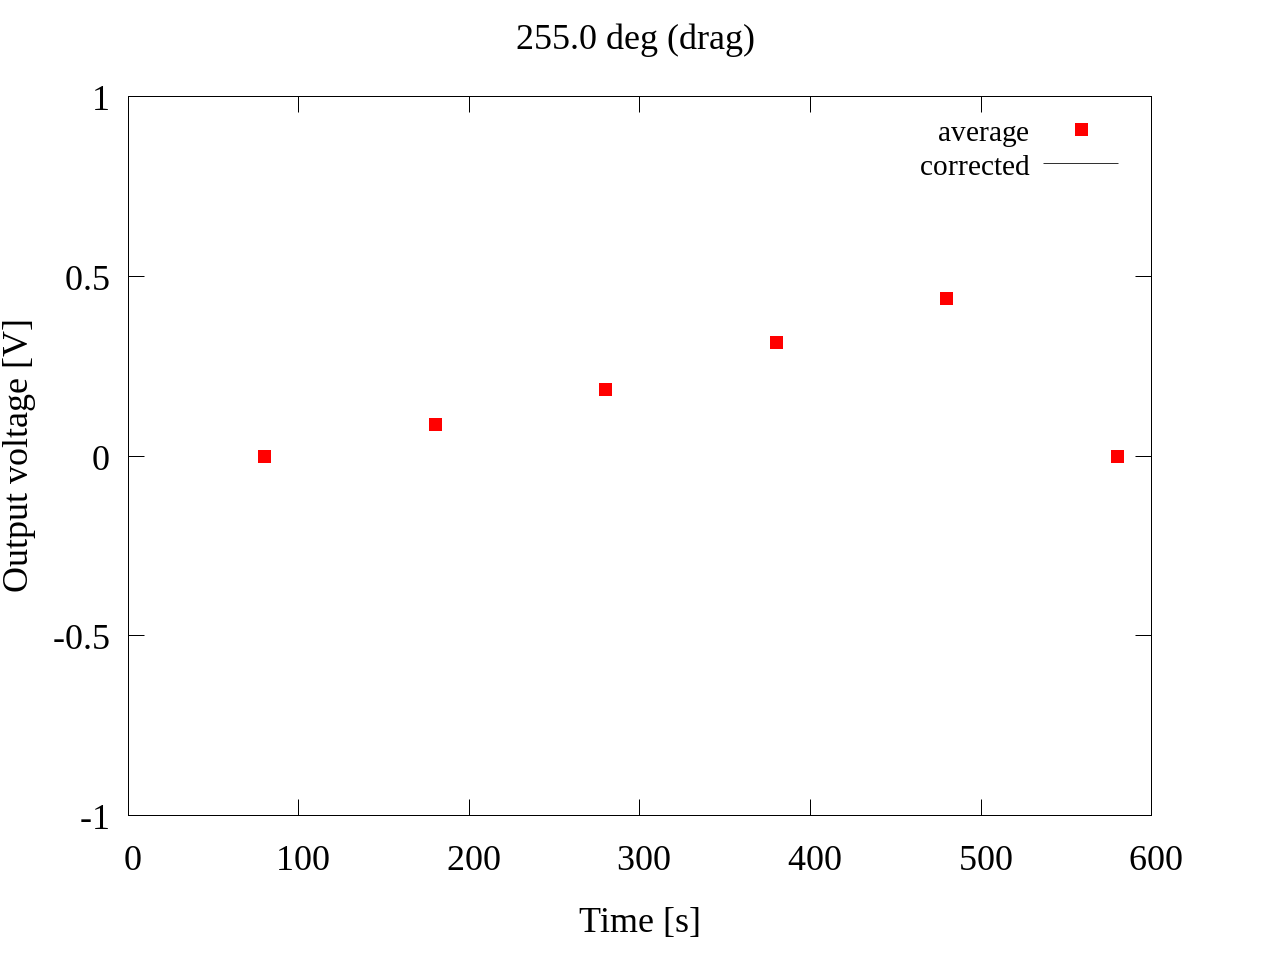 255.0 deg (drag)
average
corrected
1
0.5
0
-0.5
-1
Output voltage [V]
0 100 200 300 400 500 600
Time [s]